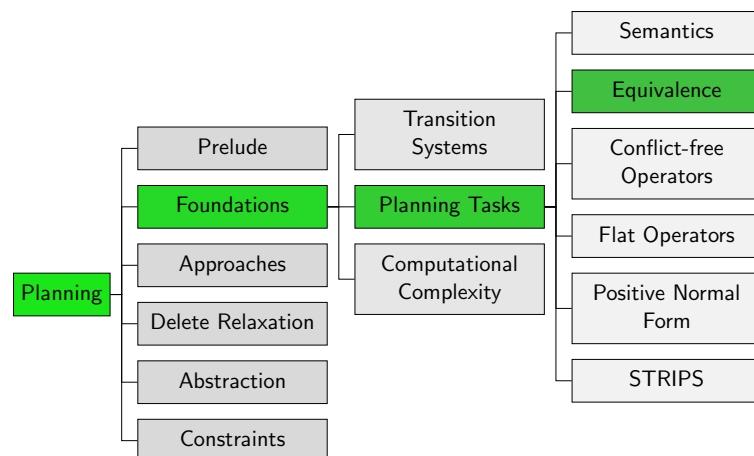 Planning
Prelude
Foundations
Approaches
Delete Relaxation
Abstraction
Constraints
Transition
Systems
Planning Tasks
Computational
Complexity
Semantics
Equivalence
Conflict-free
Operators
Flat Operators
Positive Normal
Form
STRIPS